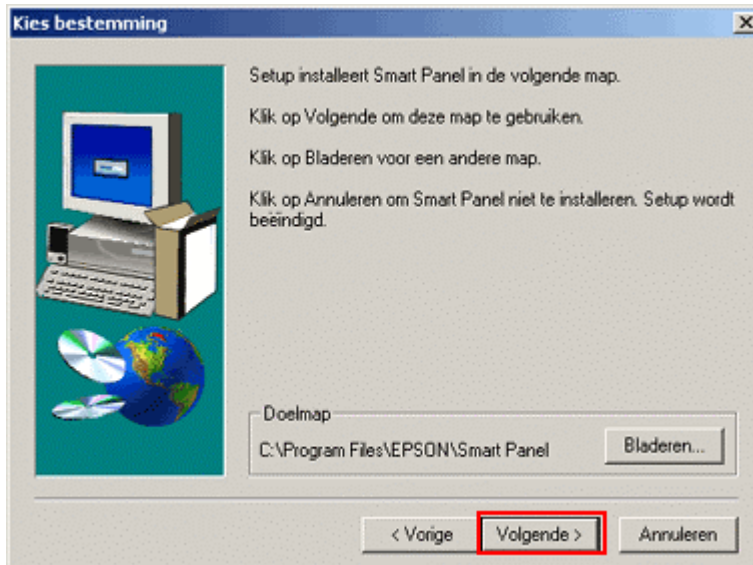 Kies bestemming
Setup installeert Smart Panel in de volgende map.
Klik op Volgende om deze map te gebruiken.
Klik op Bladeren voor een andere map.
Klik op Annuleren om Smart Panel niet te installeren. Setup wordt
beëindigd.
Doelmap
C:\Program Files\EPSON\Smart Panel
Bladeren...
< Vorige
Volgende >
Annuleren